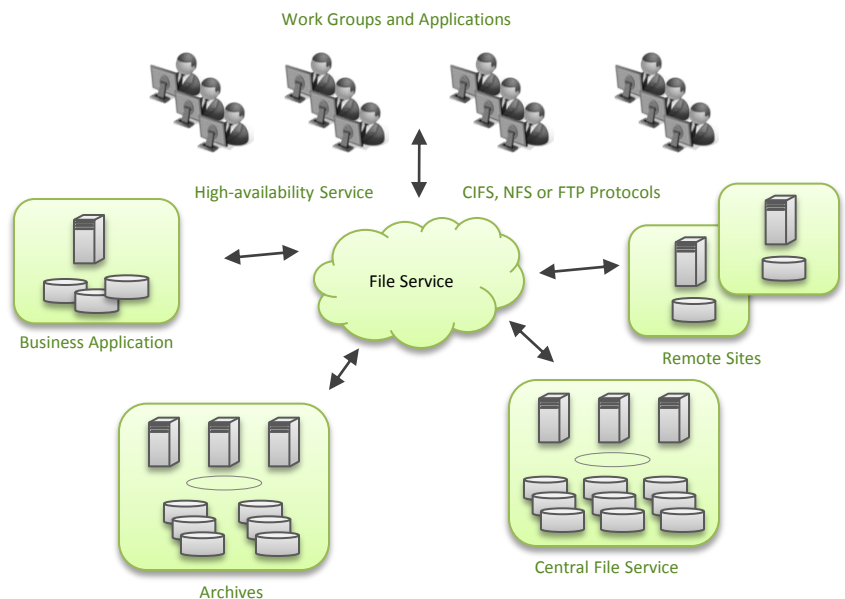 Work Groups and Applications
High-availability Service
CIFS, NFS or FTP Protocols
File Service
Business Application
Remote Sites
Archives
Central File Service